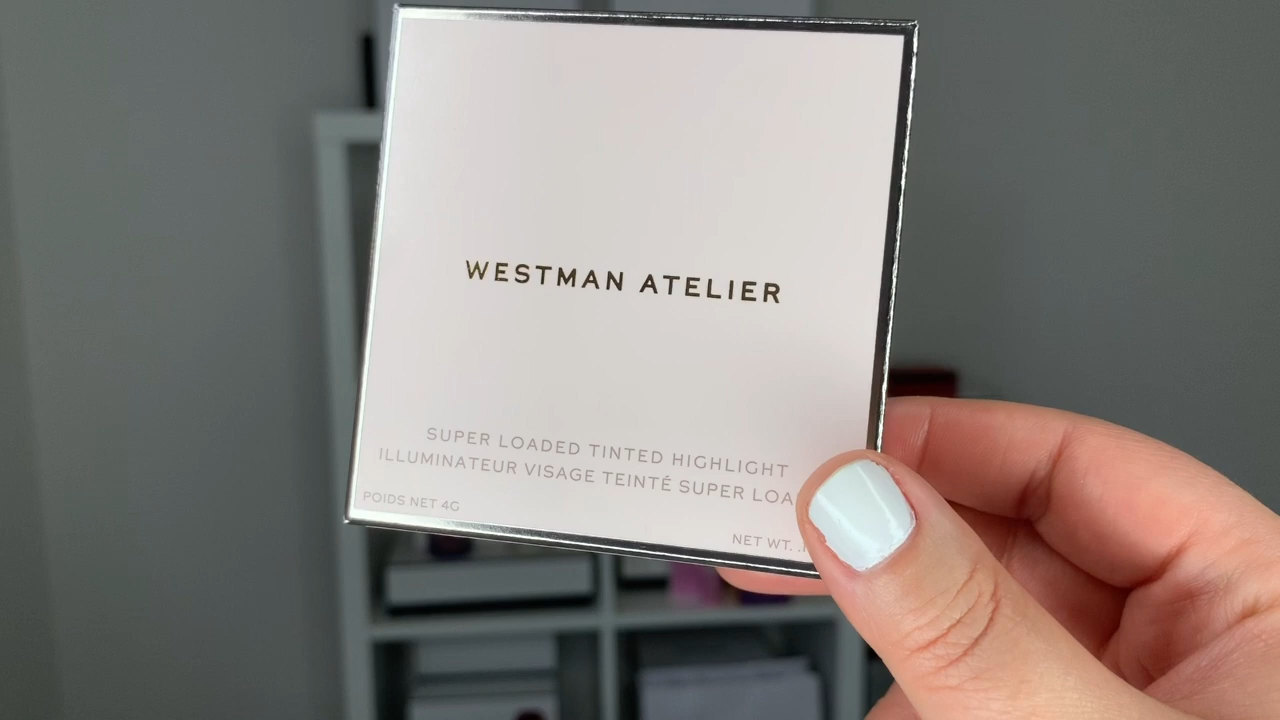 WESTMAN ATELIER
SUPER LOADED TINTED HIGHLIGHT
ILLUMINATEUR VISAGE TEINTÉ SUPER
POIDS NET 4G
NET WT.